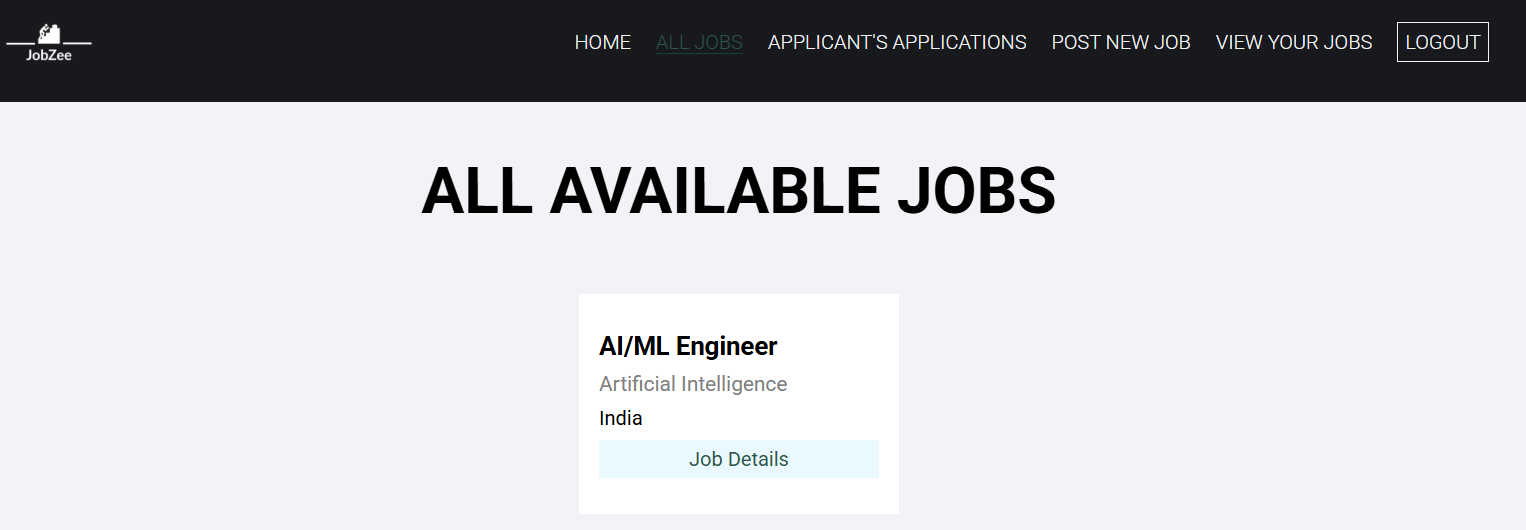 JobZee
HOME ALL JOBS APPLICANT'S APPLICATIONS POST NEW JOB VIEW YOUR JOBS LOGOUT
ALL AVAILABLE JOBS
AI/ML Engineer
Artificial Intelligence
India
Job Details